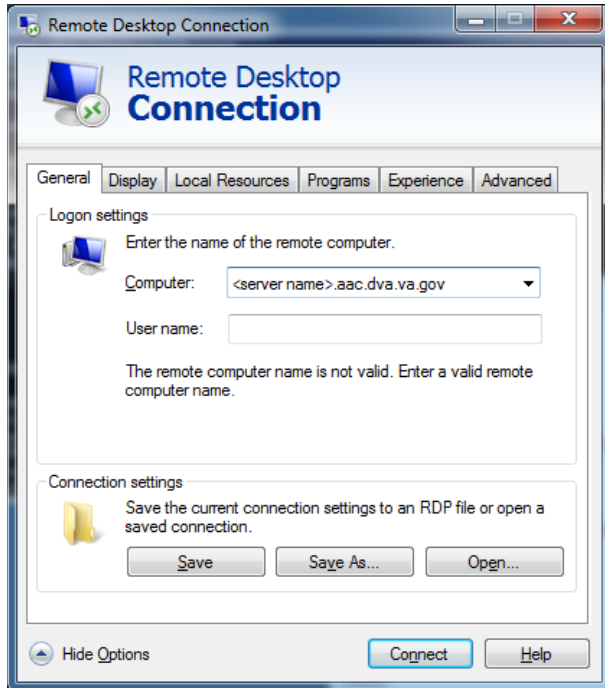 Remote Desktop Connection
Remote Desktop
Connection
General Display Local Resources Programs Experience Advanced
Logon settings
Enter the name of the remote computer.
Computer: <server name>.aac.dva.va.gov
User name:
The remote computer name is not valid. Enter a valid remote
computer name.
Connection settings
Save the current connection settings to an RDP file or open a
saved connection.
Save Save As... Open...
Hide Options Connect Help